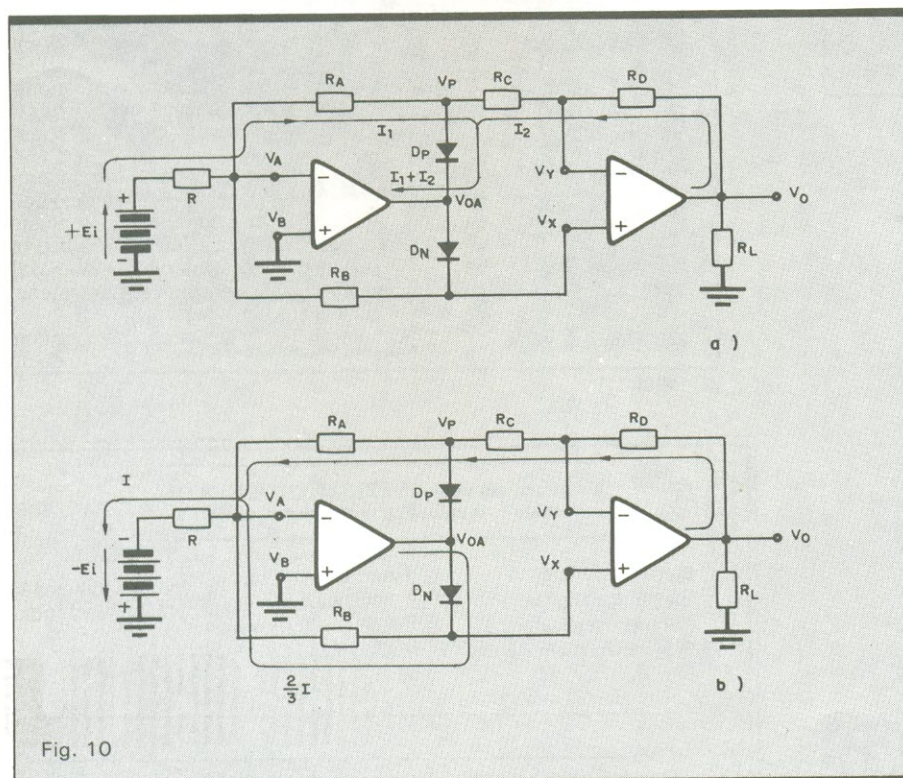 RA VP RC RD
I1 I2
VA DP VY
I1+I2
R VOA VO
+ VB VX
+Ei DN
- RL
RB
a )
RA VP RC RD
I
VA DP VY
R VOA VO
- VB VX
-Ei DN
+ RL
RB
2/3 I
b )
Fig. 10